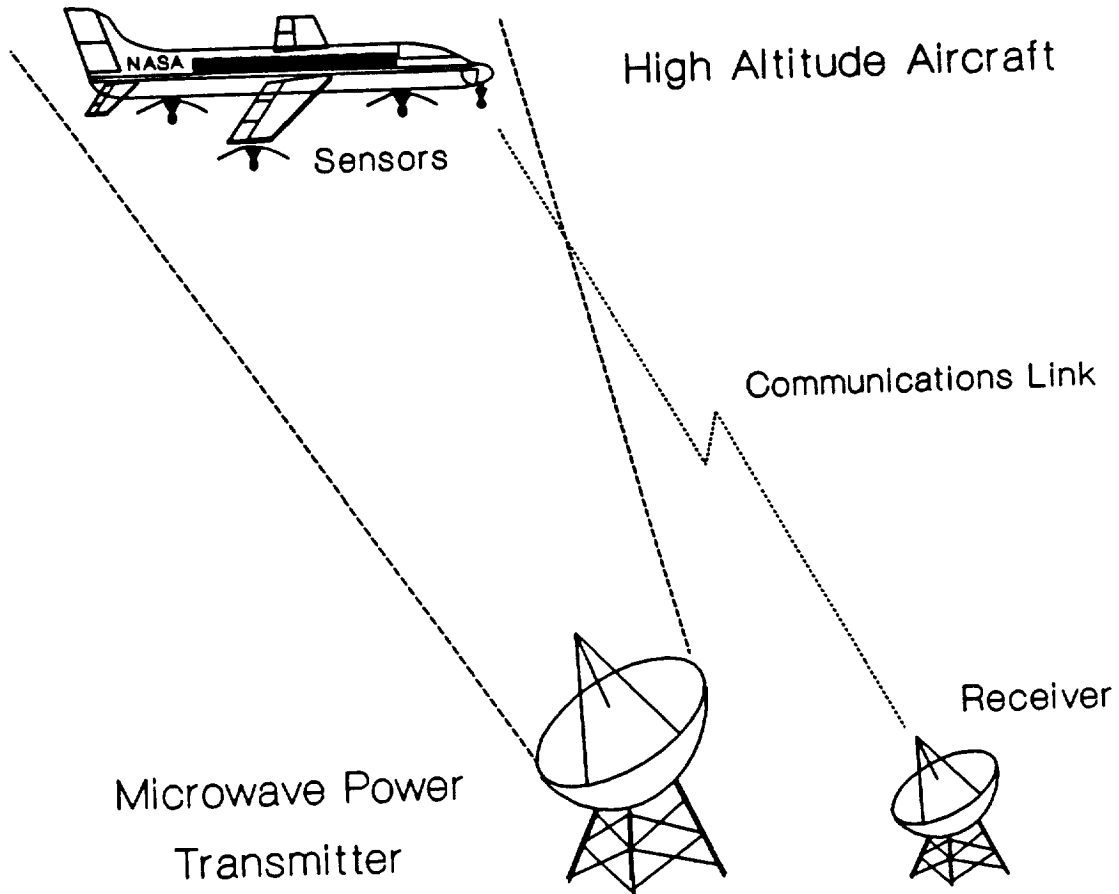 NASA
High Altitude Aircraft
Sensors
Communications Link
Receiver
Microwave Power
Transmitter